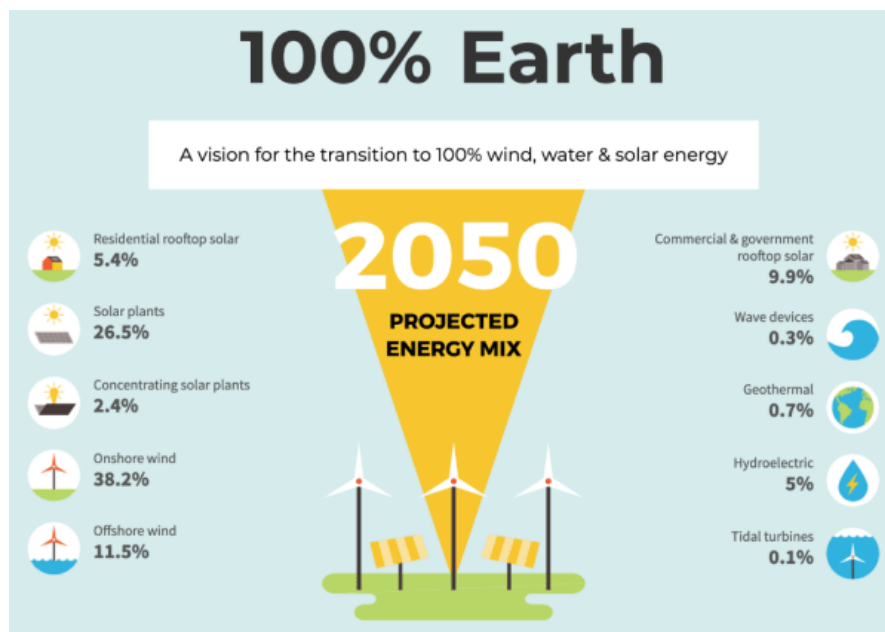 100% Earth
A vision for the transition to 100% wind, water & solar energy
2050
PROJECTED
ENERGY MIX
Residential rooftop solar
5.4%
Solar plants
26.5%
Concentrating solar plants
2.4%
Onshore wind
38.2%
Offshore wind
11.5%
Commercial & government
rooftop solar
9.9%
Wave devices
0.3%
Geothermal
0.7%
Hydroelectric
5%
Tidal turbines
0.1%